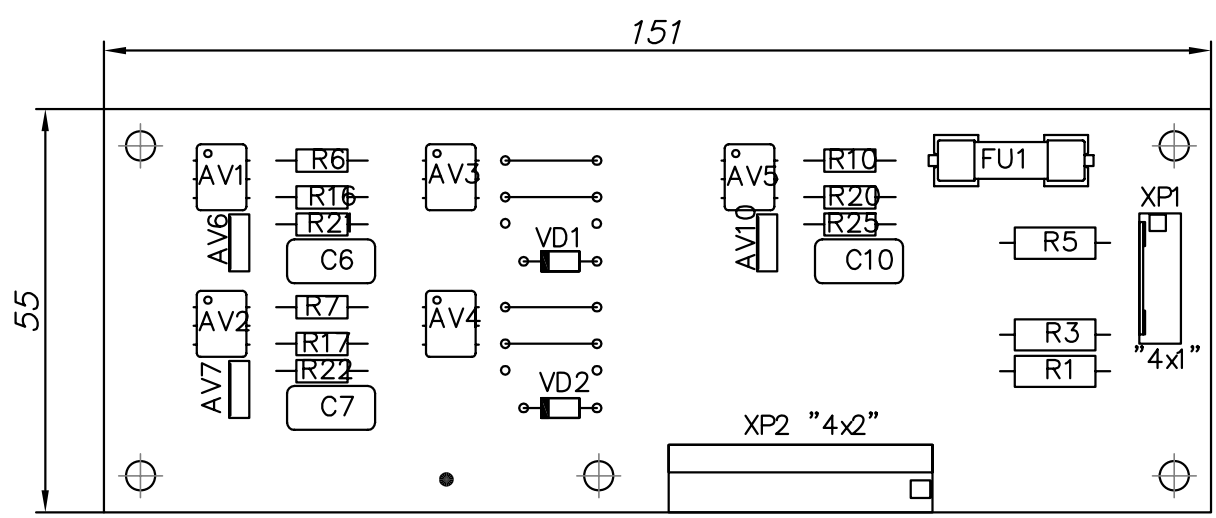 151
55
AV1
R6
AV3
AV5
R10
FU1
R16
R20
XP1
AV6
R21
AV10
R25
VD1
R5
C6
C10
AV2
R7
AV4
R17
R3
"4x1"
AV7
R22
VD2
R1
C7
XP2 "4x2"